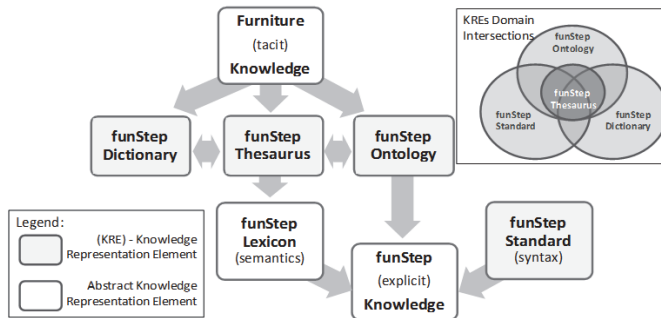 Furniture
(tacit)
Knowledge
KREs Domain
Intersections
funStep
Ontology
funStep
Thesaurus
funStep
Standard
funStep
Dictionary
funStep
Dictionary
funStep
Thesaurus
funStep
Ontology
Legend:
(KRE) - Knowledge
Representation Element
Abstract Knowledge
Representation Element
funStep
Lexicon
(semantics)
funStep
(explicit)
Knowledge
funStep
Standard
(syntax)